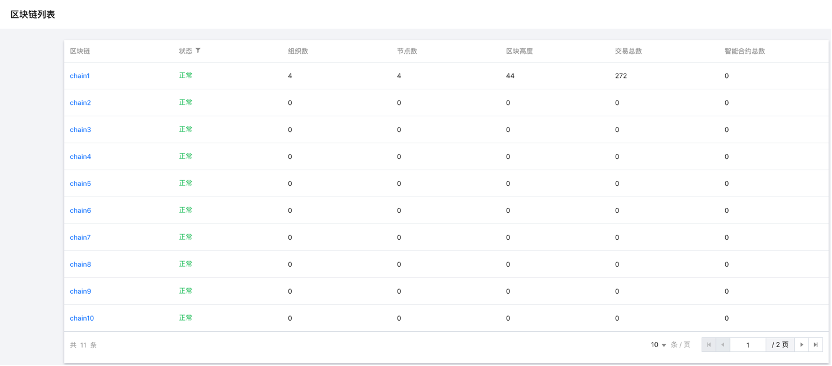 区块链列表
区块链 状态 组织数 节点数 区块高度 交易总数 智能合约总数
chain1 正常 4 4 44 272 0
chain2 正常 0 0 0 0 0
chain3 正常 0 0 0 0 0
chain4 正常 0 0 0 0 0
chain5 正常 0 0 0 0 0
chain6 正常 0 0 0 0 0
chain7 正常 0 0 0 0 0
chain8 正常 0 0 0 0 0
chain9 正常 0 0 0 0 0
chain10 正常 0 0 0 0 0
共 11 条 10 条 / 页 1 / 2 页